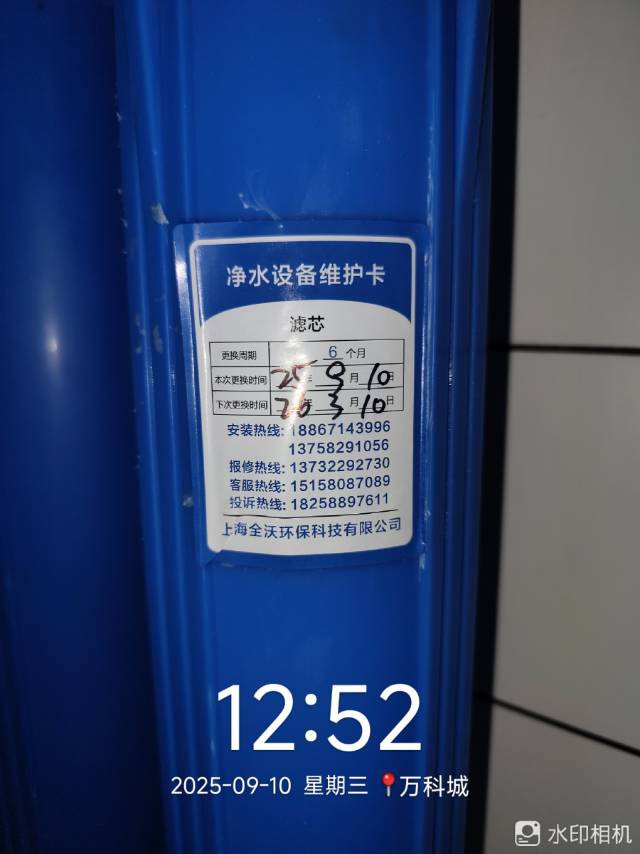 净水设备维护卡
滤芯
更换周期 6 个月
本次更换时间 25 年 9 月 10 日
下次更换时间 26 年 3 月 10 日
安装热线: 18867143996
13758291056
报修热线: 13732292730
客服热线: 15158087089
投诉热线: 18258897611
上海全沃环保科技有限公司
12:52
2025-09-10 星期三 万科城
水印相机